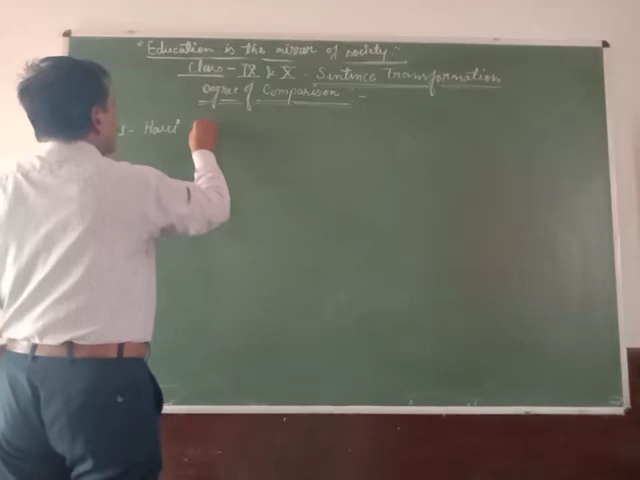 "Education is the mirror of society."
Class - IX & X - Sentence Transformation
Degree of Comparison :-
1- Hari